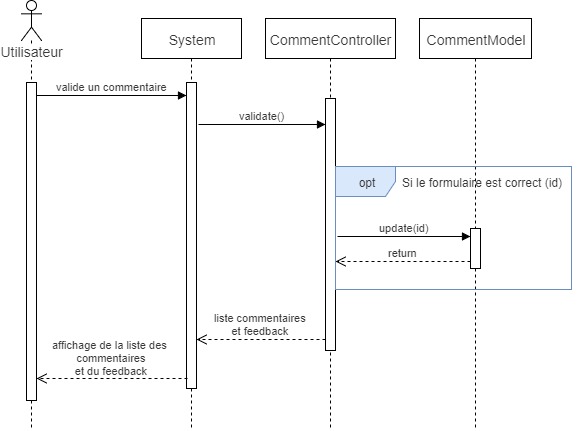 Utilisateur
System
CommentController
CommentModel
valide un commentaire
validate()
opt
Si le formulaire est correct (id)
update(id)
return
liste commentaires
et feedback
affichage de la liste des
commentaires
et du feedback